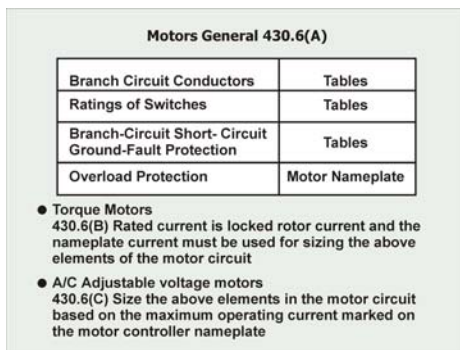 Motors General 430.6(A)
Branch Circuit Conductors Tables
Ratings of Switches Tables
Branch-Circuit Short- Circuit
Ground-Fault Protection Tables
Overload Protection Motor Nameplate
● Torque Motors
430.6(B) Rated current is locked rotor current and the
nameplate current must be used for sizing the above
elements of the motor circuit
● A/C Adjustable voltage motors
430.6(C) Size the above elements in the motor circuit
based on the maximum operating current marked on
the motor controller nameplate